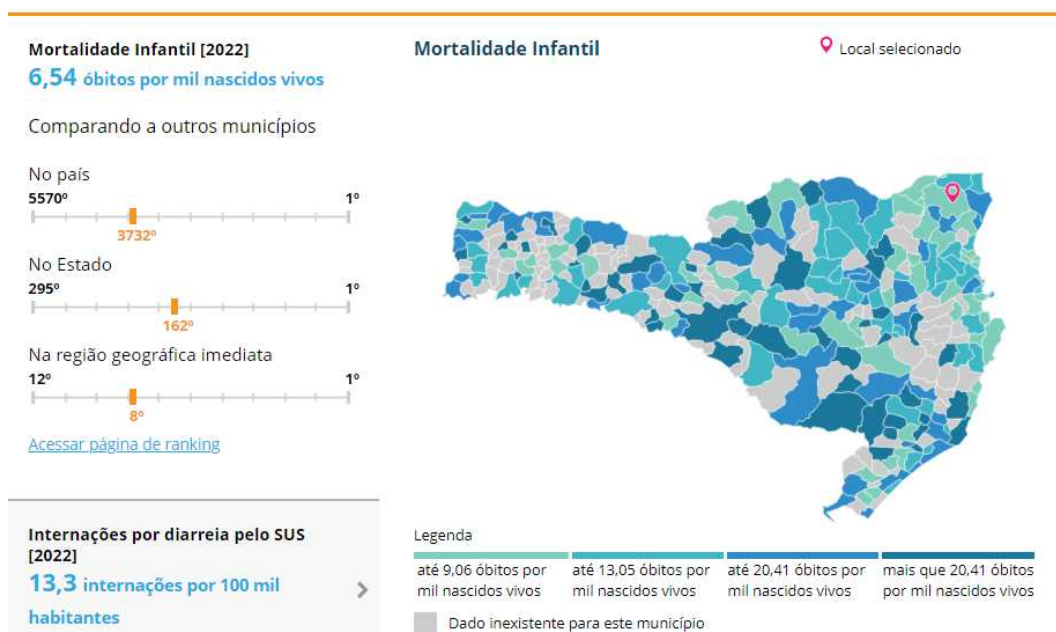 Mortalidade Infantil [2022]
6,54 óbitos por mil nascidos vivos
Comparando a outros municípios
No país
5570º 1º
3732º
No Estado
295º 1º
162º
Na região geográfica imediata
12º 1º
8º
Acessar página de ranking
Internações por diarreia pelo SUS
[2022]
13,3 internações por 100 mil
habitantes
Mortalidade Infantil
Local selecionado
Legenda
até 9,06 óbitos por
mil nascidos vivos
até 13,05 óbitos por
mil nascidos vivos
até 20,41 óbitos por
mil nascidos vivos
mais que 20,41 óbitos
por mil nascidos vivos
Dado inexistente para este município